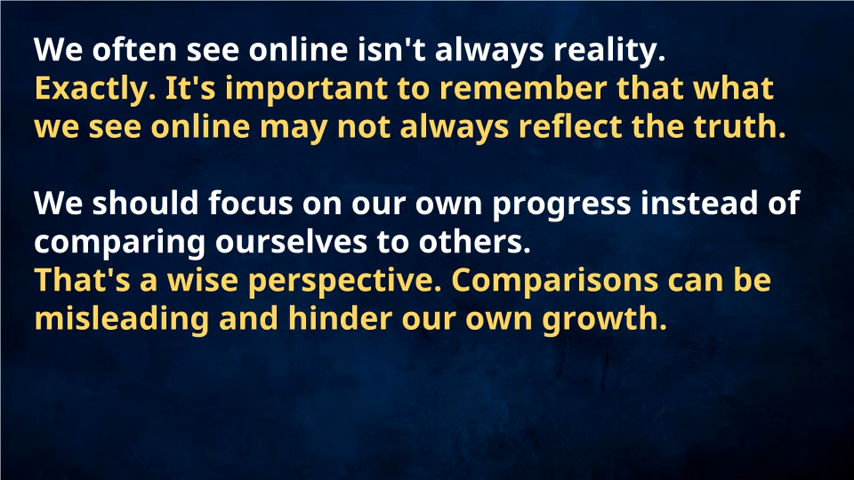 We often see online isn't always reality.
Exactly. It's important to remember that what
we see online may not always reflect the truth.
We should focus on our own progress instead of
comparing ourselves to others.
That's a wise perspective. Comparisons can be
misleading and hinder our own growth.